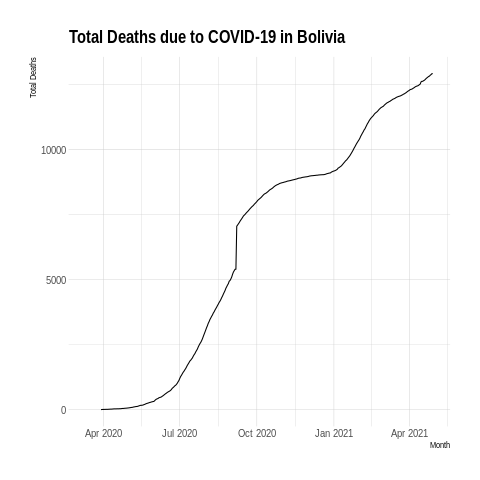 Total Deaths due to COVID-19 in Bolivia
Total Deaths
10000
5000
0
Apr 2020 Jul 2020 Oct 2020 Jan 2021 Apr 2021
Month